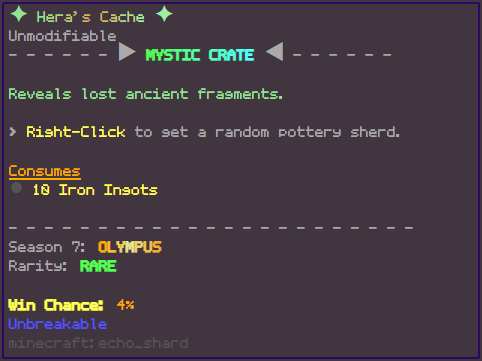 ✦ Hera's Cache ✦
Unmodifiable
- - - - - - ▶ MYSTIC CRATE ◀ - - - - - -
Reveals lost ancient fragments.
> Right-Click to get a random pottery sherd.
Consumes
● 10 Iron Ingots
- - - - - - - - - - - - - - - - - - - - - - -
Season 7: OLYMPUS
Rarity: RARE
Win Chance: 4%
Unbreakable
minecraft:echo_shard